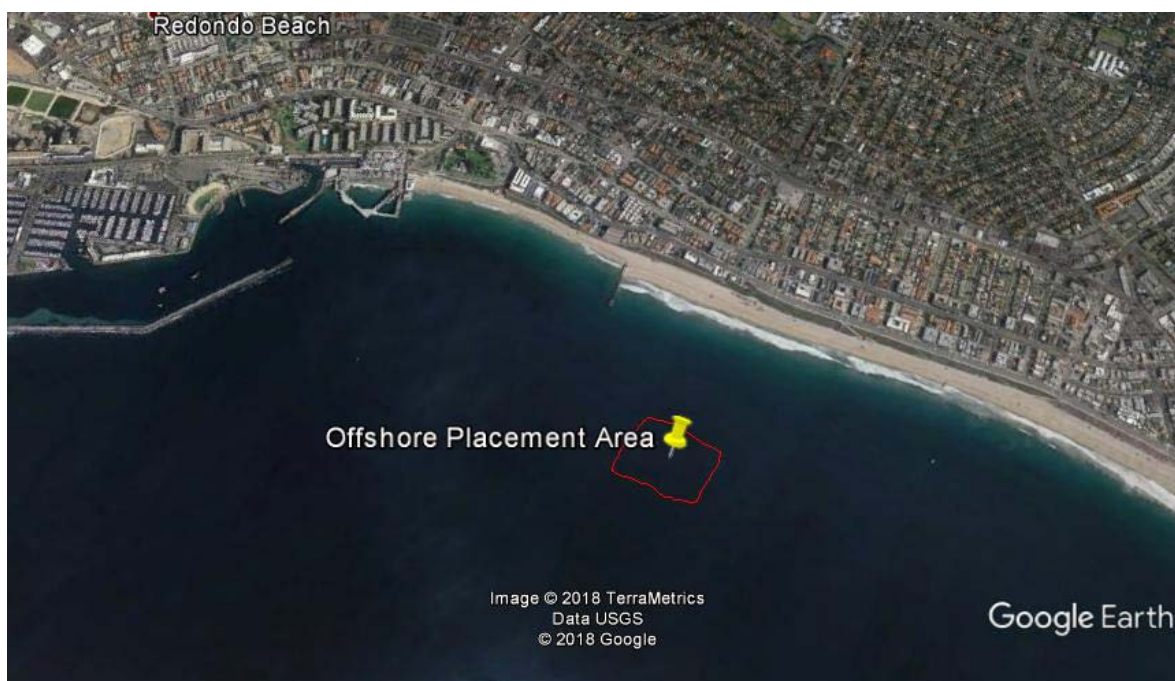 Redondo Beach
Offshore Placement Area
Image © 2018 TerraMetrics
Data USGS
© 2018 Google
Google Earth